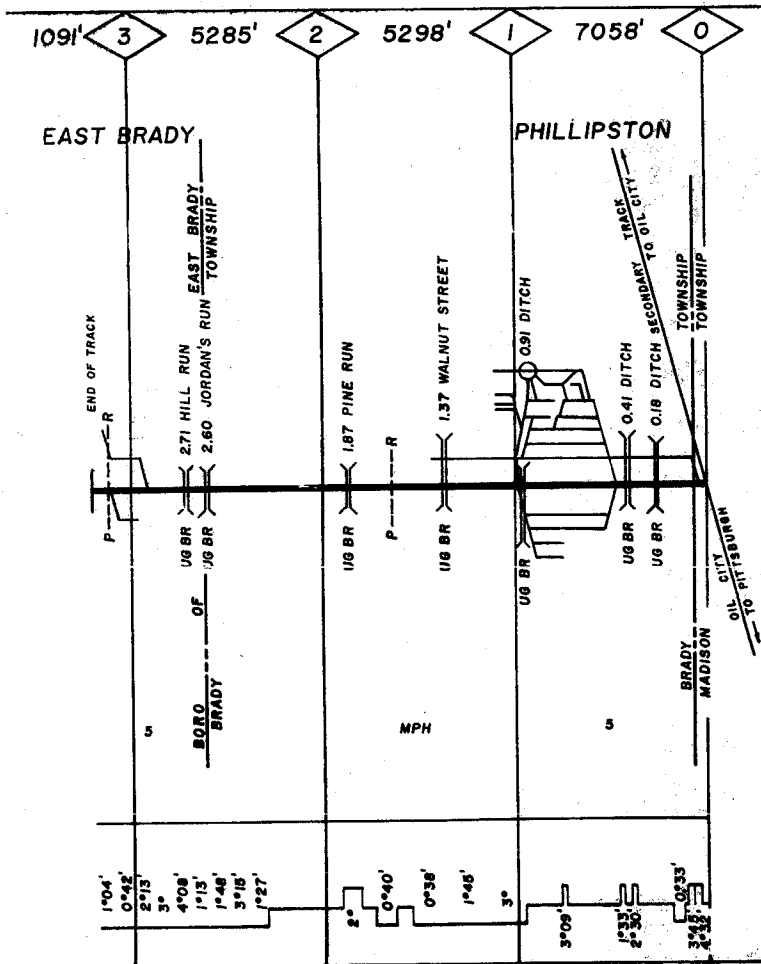 1091' 3 5285' 2 5298' 1 7058' 0
EAST BRADY
PHILLIPSTON
END OF TRACK
R
P
2.71 HILL RUN
UG BR
2.60 JORDAN'S RUN
UG BR
EAST BRADY
TOWNSHIP
BORO OF
BRADY
1.87 PINE RUN
UG BR
R
P
1.37 WALNUT STREET
UG BR
0.91 DITCH
UG BR
0.41 DITCH
UG BR
0.18 DITCH
UG BR
SECONDARY TRACK
TO OIL CITY
TOWNSHIP
TOWNSHIP
BRADY
MADISON
OIL CITY
TO PITTSBURGH
5
MPH
5
1°04'
0°42'
2°13'
3°
4°08'
1°13'
1°48'
3°15'
1°27'
2°
0°40'
0°38'
1°45'
3°
3°09'
1°33'
2°30'
0°33'
3°45'
4°32'